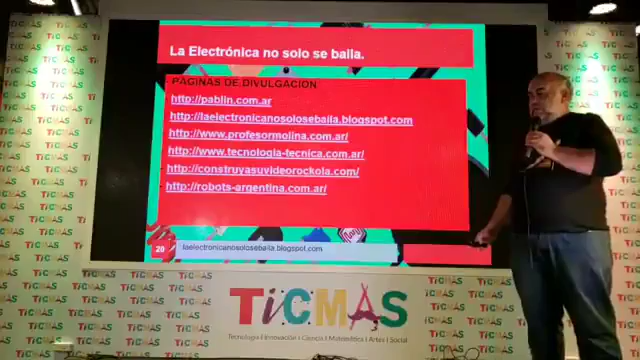 La Electrónica no solo se baila.
PAGINAS DE DIVULGACION
http://pablin.com.ar
http://laelectronicanosolosebaila.blogspot.com
http://www.profesormolina.com.ar/
http://www.tecnologia-tecnica.com.ar/
http://construyasuvideorockola.com/
http://robots-argentina.com.ar/
20 laelectronicanosolosebaila.blogspot.com
TiCMAS
Tecnología | Innovación | Ciencia | Matemática | Artes | Social